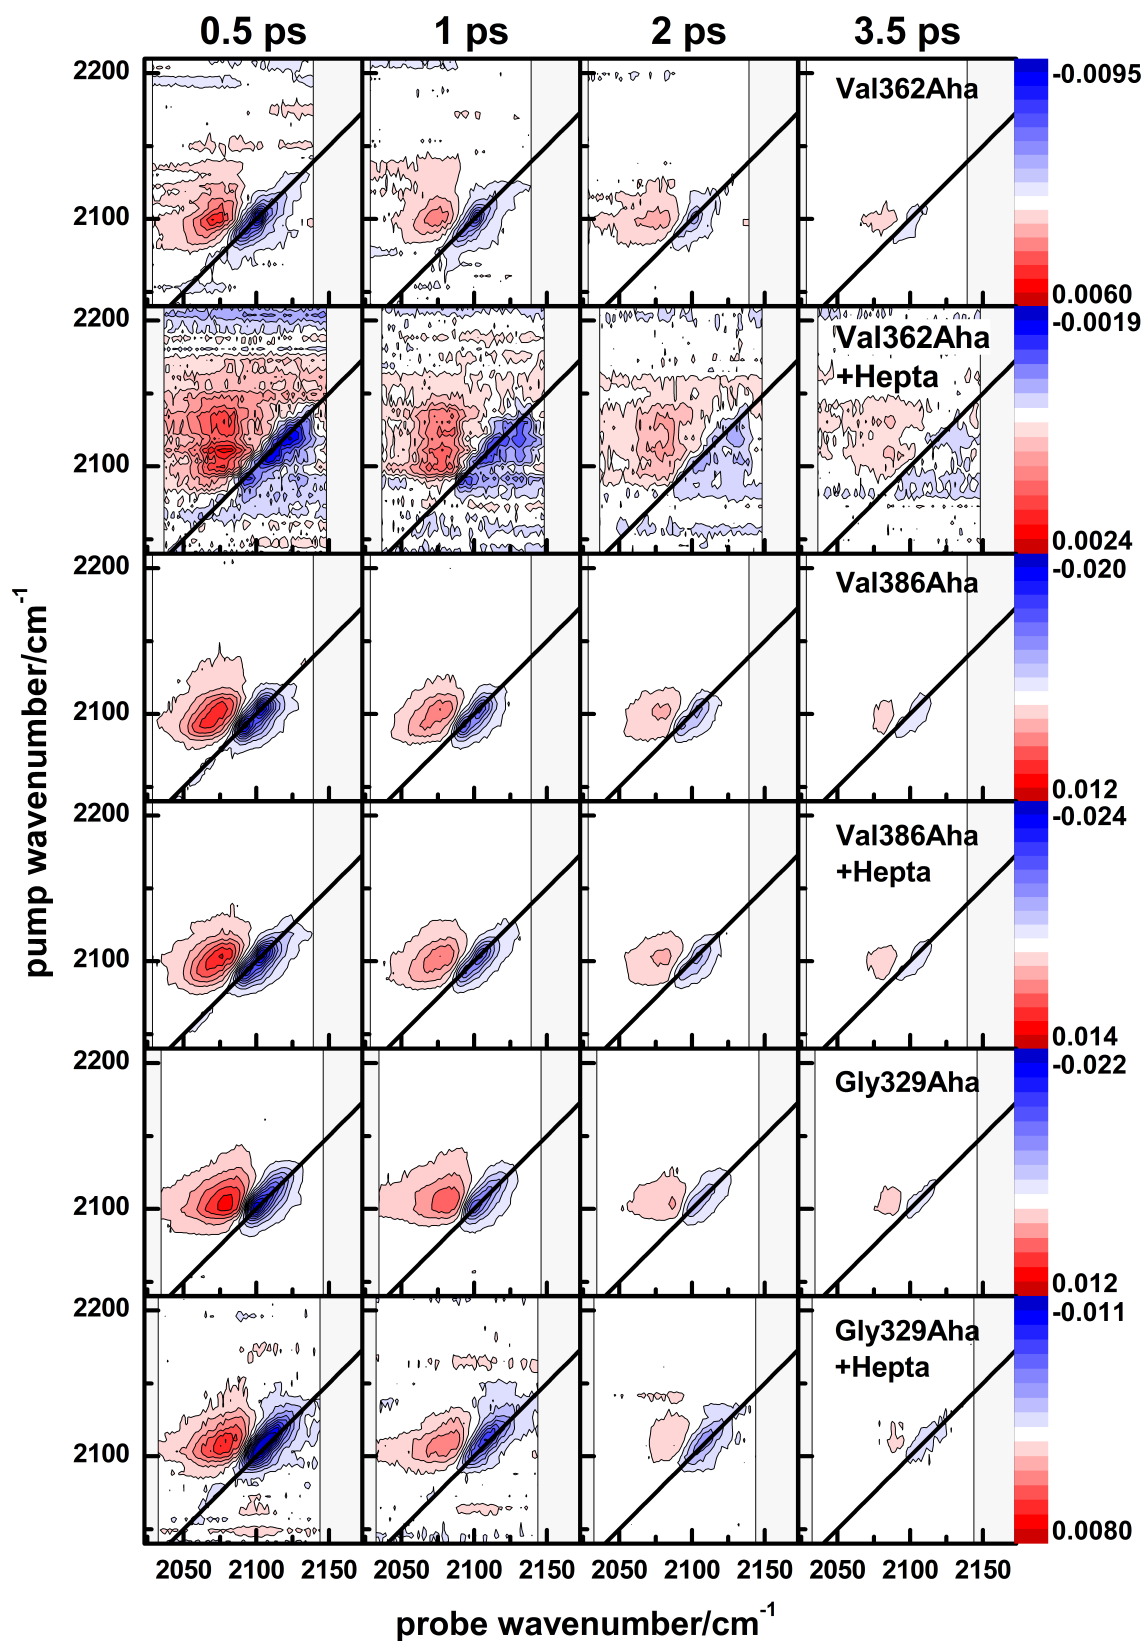 0.5 ps 1 ps 2 ps 3.5 ps
2200 Val362Aha -0.0095
2100
0.0060
2200 Val362Aha -0.0019
+Hepta
2100
0.0024
2200 Val386Aha -0.020
2100
0.012
2200 Val386Aha -0.024
+Hepta
2100
0.014
2200 Gly329Aha -0.022
2100
0.012
2200 Gly329Aha -0.011
+Hepta
2100
0.0080
2050 2100 2150 2050 2100 2150 2050 2100 2150 2050 2100 2150
probe wavenumber/cm⁻¹
pump wavenumber/cm⁻¹